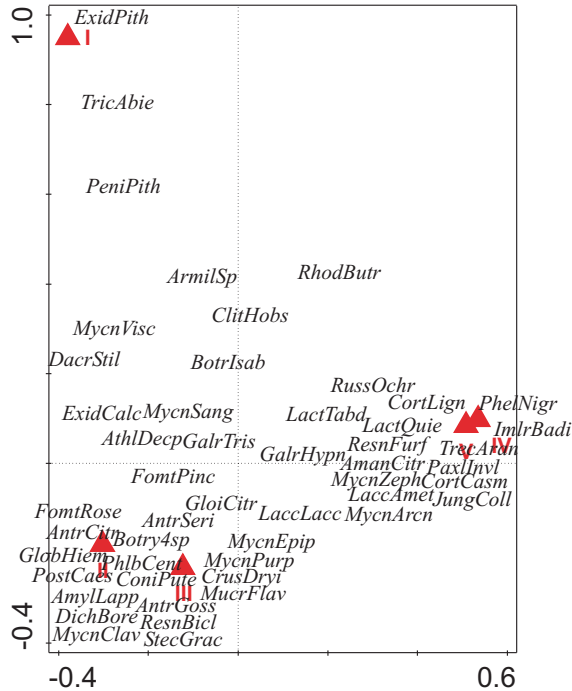 1.0
ExidPith
I
TricAbie
PeniPith
ArmilSp
RhodButr
ClitHobs
MycnVisc
DacrStil
BotrIsab
RussOchr
CortLign
PhelNigr
ExidCalc
MycnSang
LactTabd
LactQuie
ImlrBadi
AthlDecp
GalrTris
ResnFurf
TrecAran
IV
V
GalrHypn
AmanCitr
PaxlInvl
FomtPinc
MycnZeph
CortCasm
LaccAmet
JungColl
GloiCitr
FomtRose
AntrSeri
LaccLacc
MycnArcn
AntrCitr
Botry4sp
MycnEpip
GlobHiem
PhlbCent
MycnPurp
II
PostCaes
ConiPute
CrusDryi
III
MucrFlav
AmylLapp
AntrGoss
DichBore
ResnBicl
MycnClav
StecGrac
-0.4
-0.4
0.6